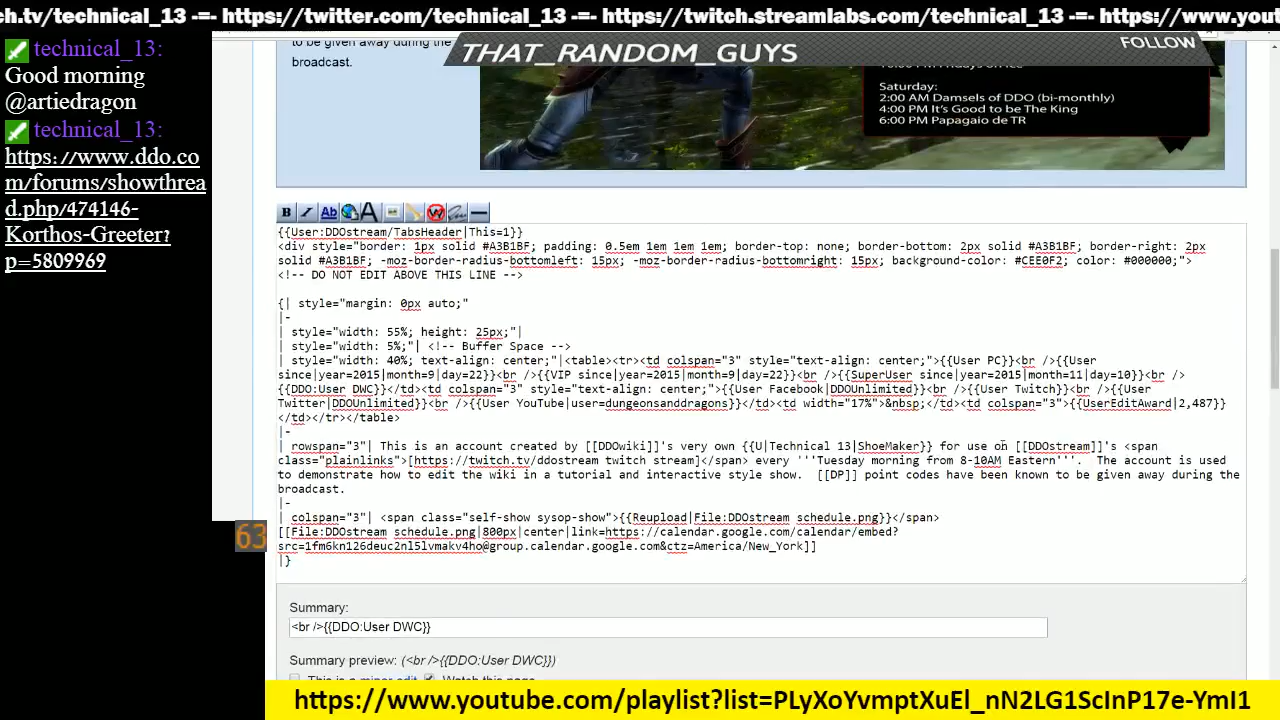 ch.tv/technical_13 -=- https://twitter.com/technical_13 -=- https://twitch.streamlabs.com/technical_13 -=- https://www.yout
technical_13:
Good morning
@artiedragon
technical_13:
https://www.ddo.co
m/forums/showthrea
d.php/474146-
Korthos-Greeter?
p=5809969
to be given away during the
broadcast.
THAT_RANDOM_GUYS
FOLLOW
Saturday:
2:00 AM Damsels of DDO (bi-monthly)
4:00 PM It's Good to be The King
6:00 PM Papagaio de TR
B I Ab A W
{{User:DDOstream/TabsHeader|This=1}}
<div style="border: 1px solid #A3B1BF; padding: 0.5em 1em 1em 1em; border-top: none; border-bottom: 2px solid #A3B1BF; border-right: 2px
solid #A3B1BF; -moz-border-radius-bottomleft: 15px; -moz-border-radius-bottomright: 15px; background-color: #CEE0F2; color: #000000;">
<!-- DO NOT EDIT ABOVE THIS LINE -->
{| style="margin: 0px auto;"
|-
| style="width: 55%; height: 25px;"|
| style="width: 5%;"| <!-- Buffer Space -->
| style="width: 40%; text-align: center;"|<table><tr><td colspan="3" style="text-align: center;">{{User PC}}<br />{{User
since|year=2015|month=9|day=22}}<br />{{VIP since|year=2015|month=9|day=22}}<br />{{SuperUser since|year=2015|month=11|day=10}}<br />
{{DDO:User DWC}}</td><td colspan="3" style="text-align: center;">{{User Facebook|DDOUnlimited}}<br />{{User Twitch}}<br />{{User
Twitter|DDOUnlimited}}<br />{{User YouTube|user=dungeonsanddragons}}</td><td width="17%">&nbsp;</td><td colspan="3">{{UserEditAward|2,487}}
</td></tr></table>
|-
| rowspan="3"| This is an account created by [[DDOwiki]]'s very own {{U|Technical 13|ShoeMaker}} for use on [[DDOstream]]'s <span
class="plainlinks">[https://twitch.tv/ddostream twitch stream]</span> every '''Tuesday morning from 8-10AM Eastern'''.  The account is used
to demonstrate how to edit the wiki in a tutorial and interactive style show.  [[DP]] point codes have been known to be given away during the
broadcast.
|-
| colspan="3"| <span class="self-show sysop-show">{{Reupload|File:DDOstream schedule.png}}</span>
[[File:DDOstream schedule.png|800px|center|link=https://calendar.google.com/calendar/embed?
src=1fm6kn126deuc2nl5lvmakv4ho@group.calendar.google.com&ctz=America/New_York]]
|}
63
Summary:
<br />{{DDO:User DWC}}
Summary preview: (<br />{{DDO:User DWC}})
This is a minor edit Watch this page
https://www.youtube.com/playlist?list=PLyXoYvmptXuEl_nN2LG1ScInP17e-YmI1